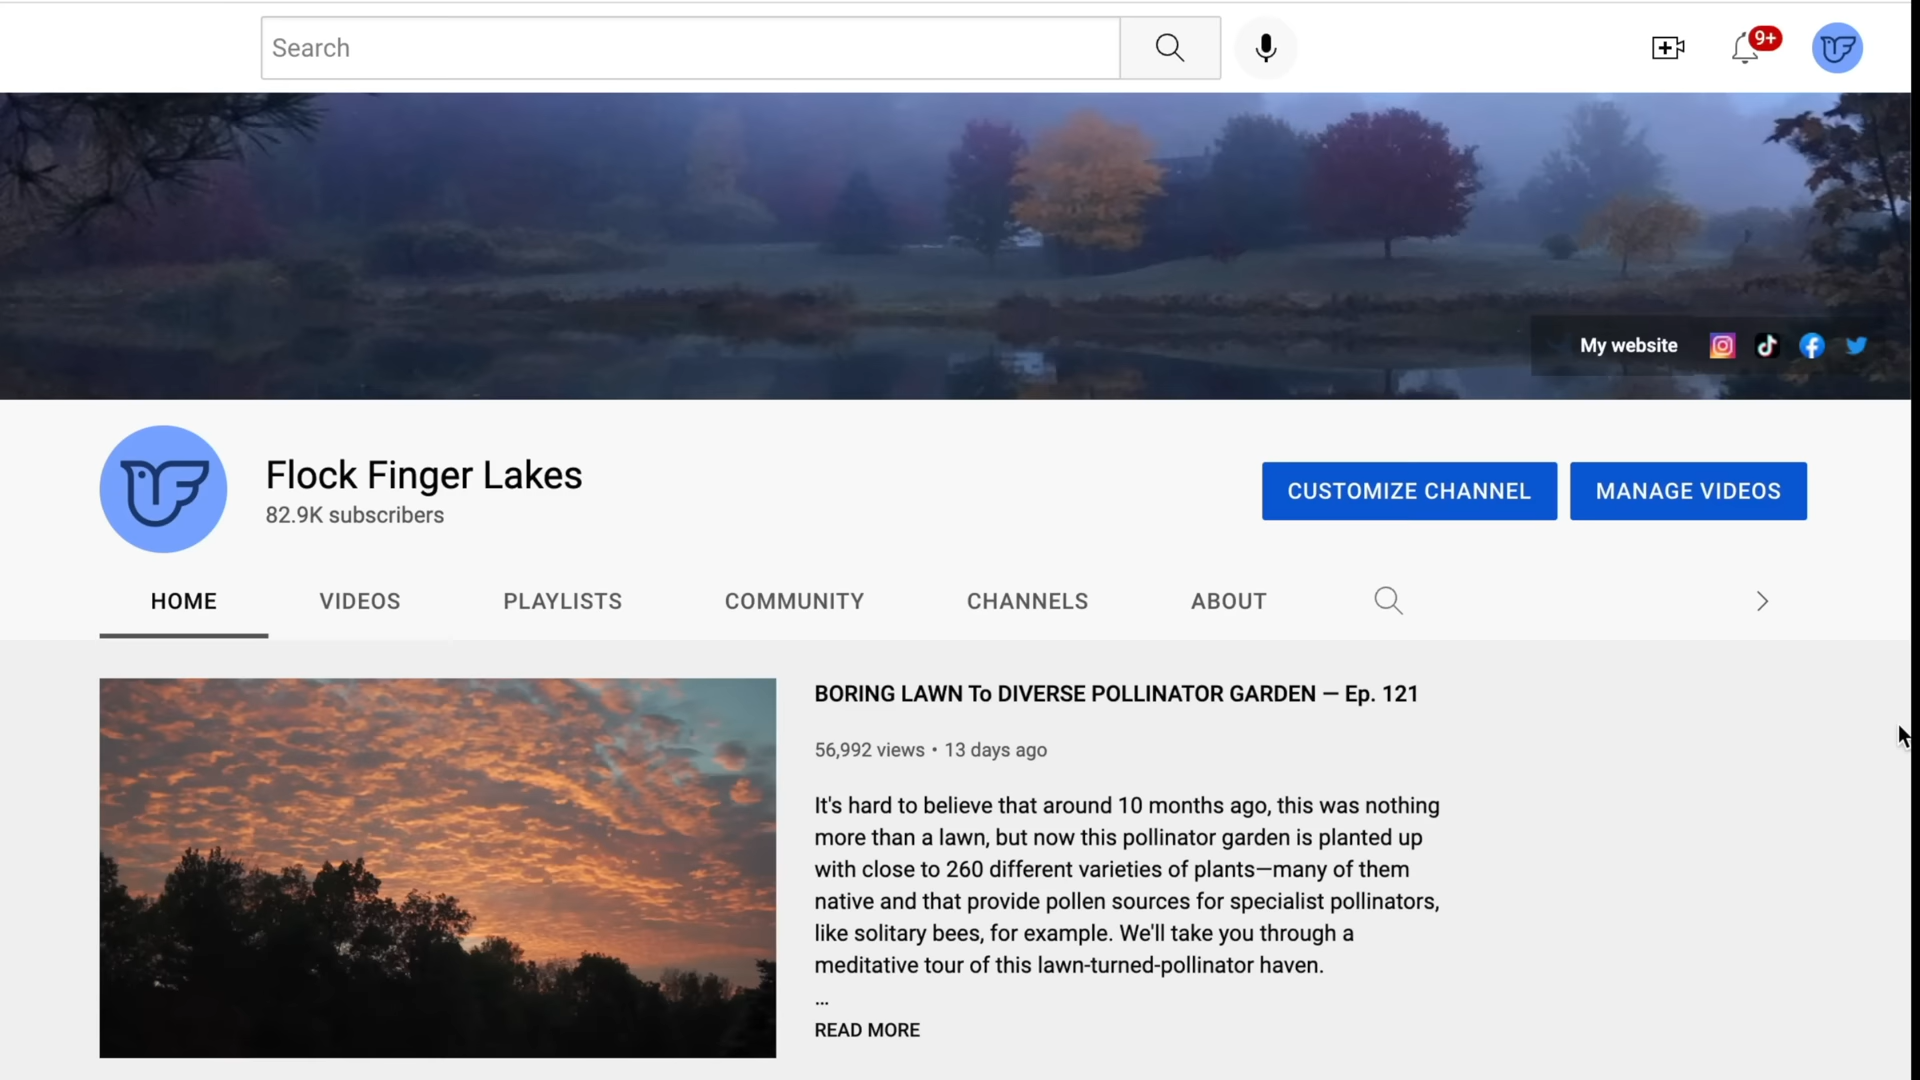 Search
9+
My website
Flock Finger Lakes
82.9K subscribers
CUSTOMIZE CHANNEL
MANAGE VIDEOS
HOME
VIDEOS
PLAYLISTS
COMMUNITY
CHANNELS
ABOUT
BORING LAWN To DIVERSE POLLINATOR GARDEN — Ep. 121
56,992 views • 13 days ago
It's hard to believe that around 10 months ago, this was nothing
more than a lawn, but now this pollinator garden is planted up
with close to 260 different varieties of plants—many of them
native and that provide pollen sources for specialist pollinators,
like solitary bees, for example. We'll take you through a
meditative tour of this lawn-turned-pollinator haven.
...
READ MORE